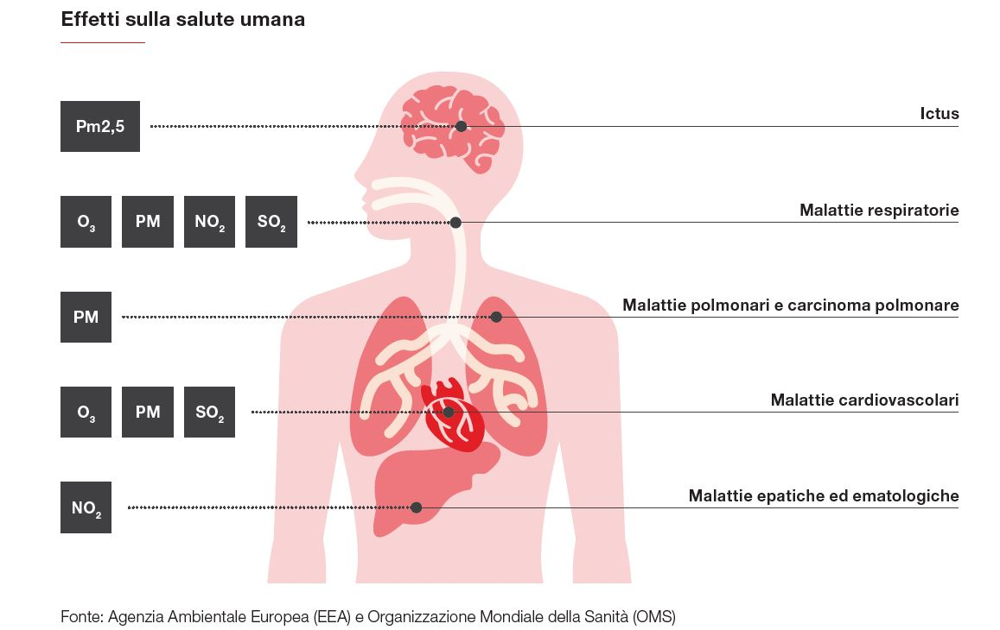 Effetti sulla salute umana
Pm2,5
Ictus
O₃ PM NO₂ SO₂
Malattie respiratorie
PM
Malattie polmonari e carcinoma polmonare
O₃ PM SO₂
Malattie cardiovascolari
NO₂
Malattie epatiche ed ematologiche
Fonte: Agenzia Ambientale Europea (EEA) e Organizzazione Mondiale della Sanità (OMS)